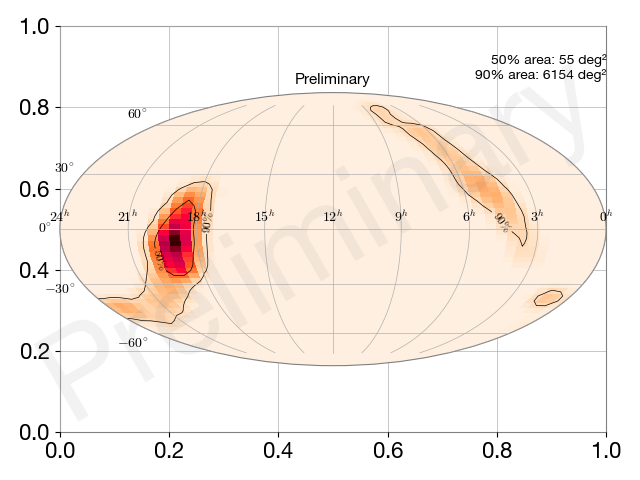 1.0
50% area: 55 deg²
90% area: 6154 deg²
Preliminary
0.8
60°
30°
0.6
24ʰ 21ʰ 18ʰ 15ʰ 12ʰ 9ʰ 6ʰ 3ʰ 0ʰ
0°
90%
90%
50%
0.4
−30°
−60°
0.2
0.0
0.0 0.2 0.4 0.6 0.8 1.0
Preliminary